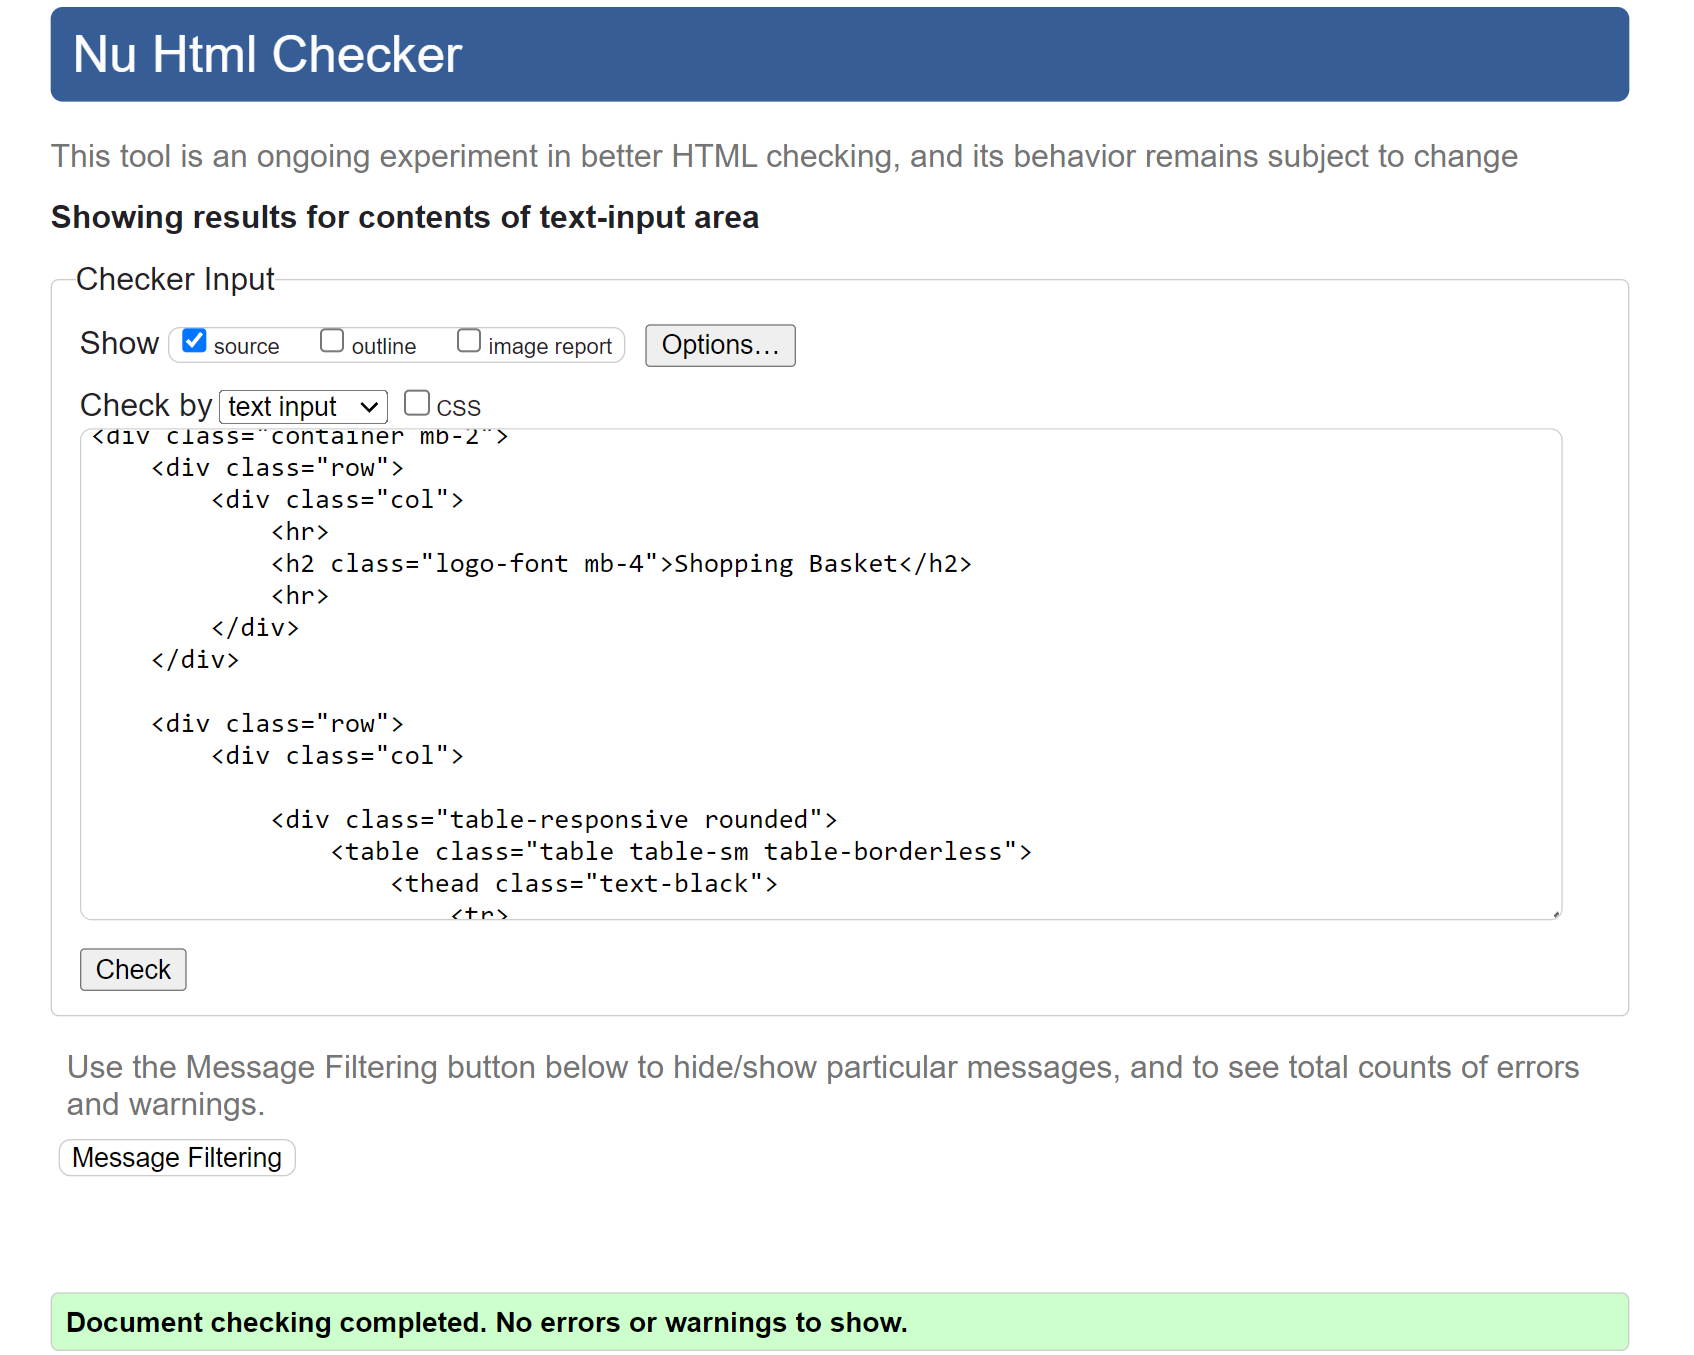 Nu Html Checker
This tool is an ongoing experiment in better HTML checking, and its behavior remains subject to change
Showing results for contents of text-input area
Checker Input
Show source outline image report Options...
Check by text input CSS
<div class="container mb-2">
    <div class="row">
        <div class="col">
            <hr>
            <h2 class="logo-font mb-4">Shopping Basket</h2>
            <hr>
        </div>
    </div>
    <div class="row">
        <div class="col">
            <div class="table-responsive rounded">
                <table class="table table-sm table-borderless">
                    <thead class="text-black">
                        <tr>
Check
Use the Message Filtering button below to hide/show particular messages, and to see total counts of errors
and warnings.
Message Filtering
Document checking completed. No errors or warnings to show.